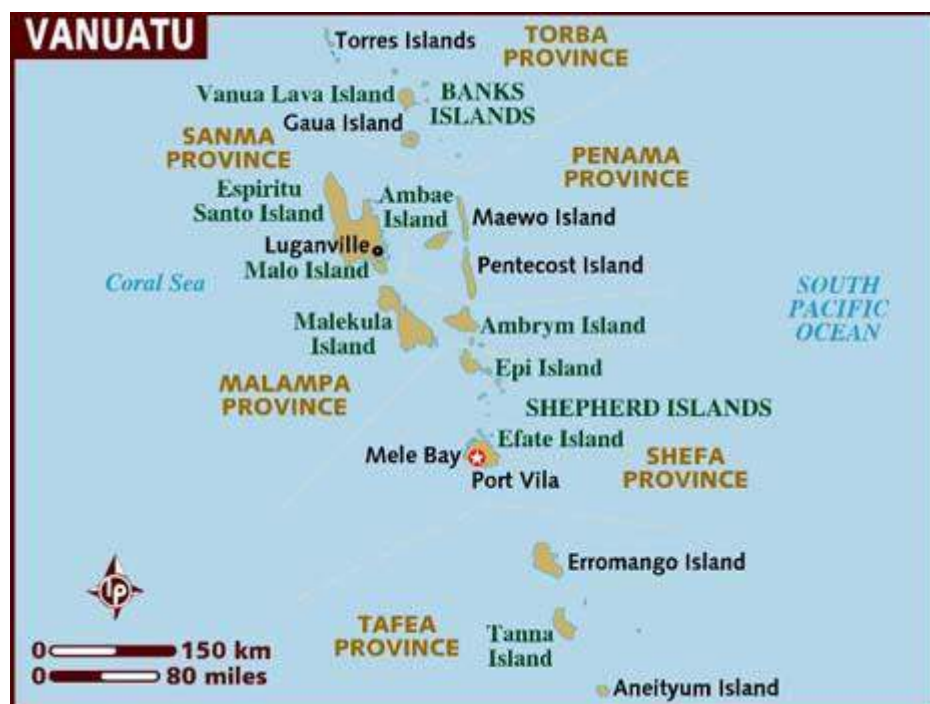 VANUATU
Torres Islands
TORBA
PROVINCE
Vanua Lava Island
BANKS
ISLANDS
Gaua Island
SANMA
PROVINCE
PENAMA
PROVINCE
Espiritu
Santo Island
Ambae
Island
Maewo Island
Luganville
Malo Island
Pentecost Island
Coral Sea
SOUTH
PACIFIC
OCEAN
Malekula
Island
Ambrym Island
Epi Island
MALAMPA
PROVINCE
SHEPHERD ISLANDS
Efate Island
Mele Bay
Port Vila
SHEFA
PROVINCE
Erromango Island
lp
TAFEA
PROVINCE
Tanna
Island
0 150 km
0 80 miles
Aneityum Island